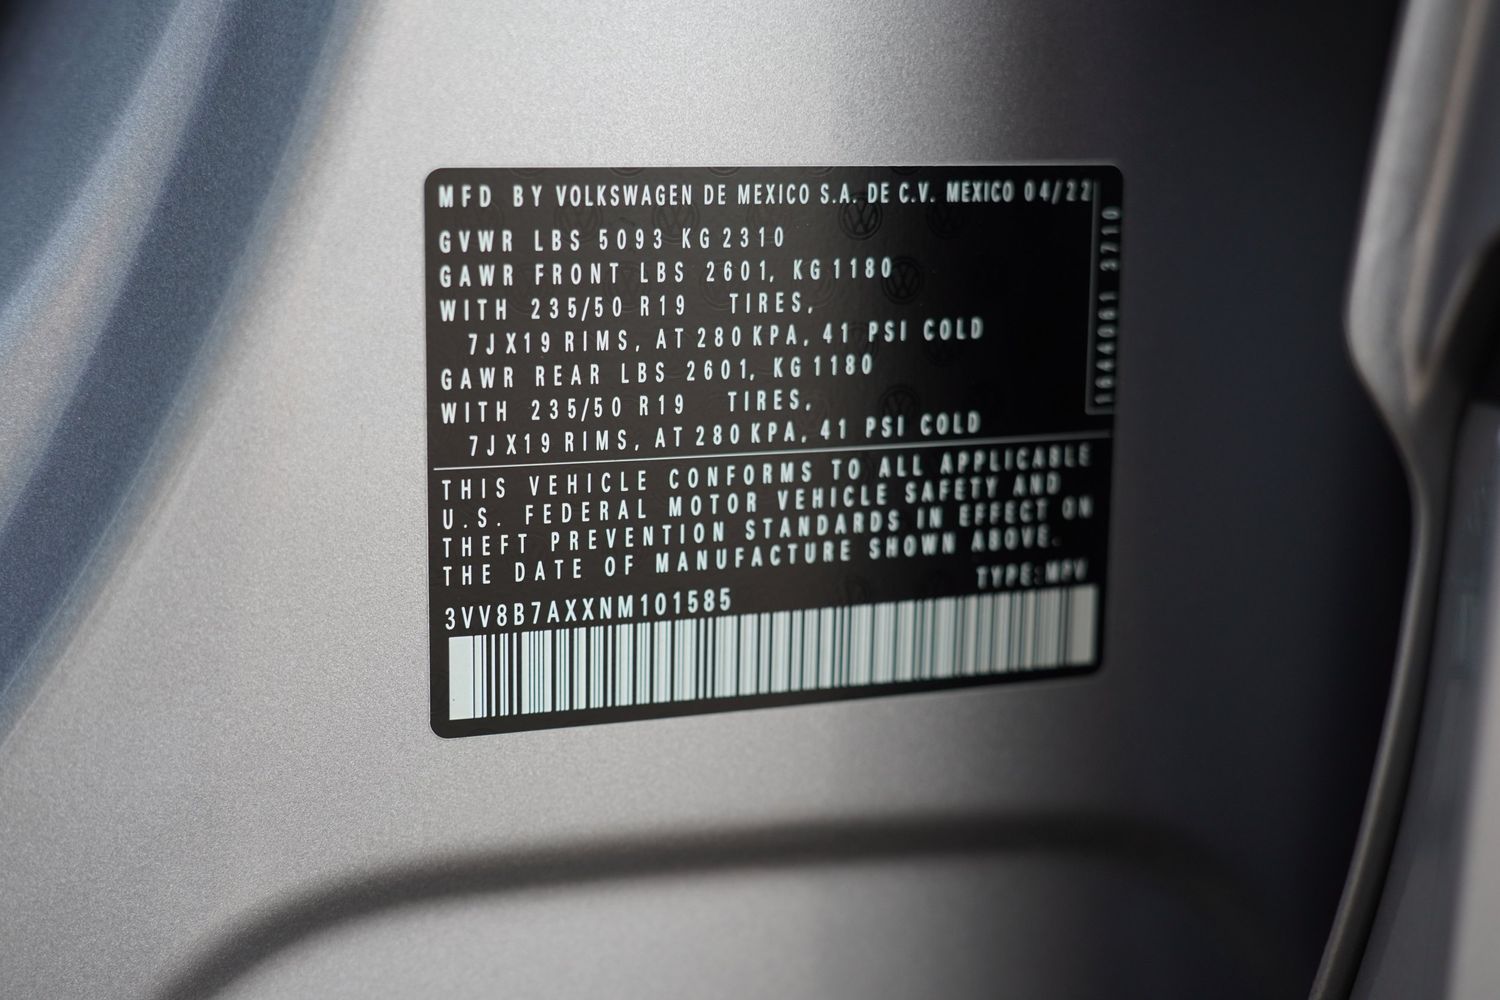 MFD BY VOLKSWAGEN DE MEXICO S.A. DE C.V. MEXICO 04/22
GVWR LBS 5093 KG 2310
GAWR FRONT LBS 2601, KG 1180
WITH 235/50 R19 TIRES,
7JX19 RIMS, AT 280 KPA, 41 PSI COLD
GAWR REAR LBS 2601, KG 1180
WITH 235/50 R19 TIRES,
7JX19 RIMS, AT 280 KPA, 41 PSI COLD
THIS VEHICLE CONFORMS TO ALL APPLICABLE
U.S. FEDERAL MOTOR VEHICLE SAFETY AND
THEFT PREVENTION STANDARDS IN EFFECT ON
THE DATE OF MANUFACTURE SHOWN ABOVE.
TYPE:MPV
3VV8B7AXXNM101585